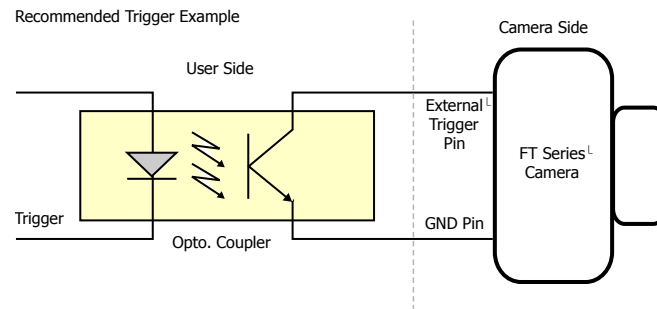 Recommended Trigger Example
Camera Side
User Side
External
Trigger
Pin
FT Series
Camera
Trigger
GND Pin
Opto. Coupler